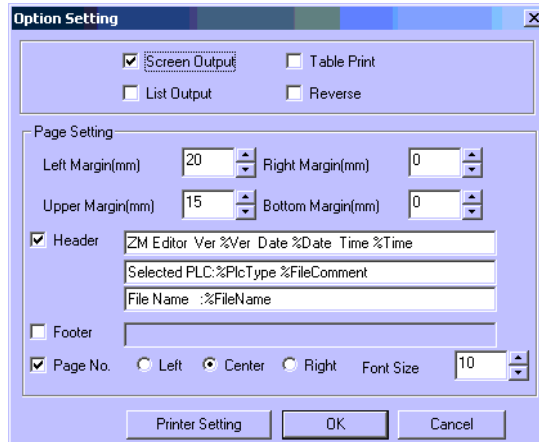 Option Setting
Screen Output Table Print
List Output Reverse
Page Setting
Left Margin(mm) 20 Right Margin(mm) 0
Upper Margin(mm) 15 Bottom Margin(mm) 0
Header ZM Editor Ver %Ver Date %Date Time %Time
Selected PLC:%PlcType %FileComment
File Name :%FileName
Footer
Page No. Left Center Right Font Size 10
Printer Setting OK Cancel